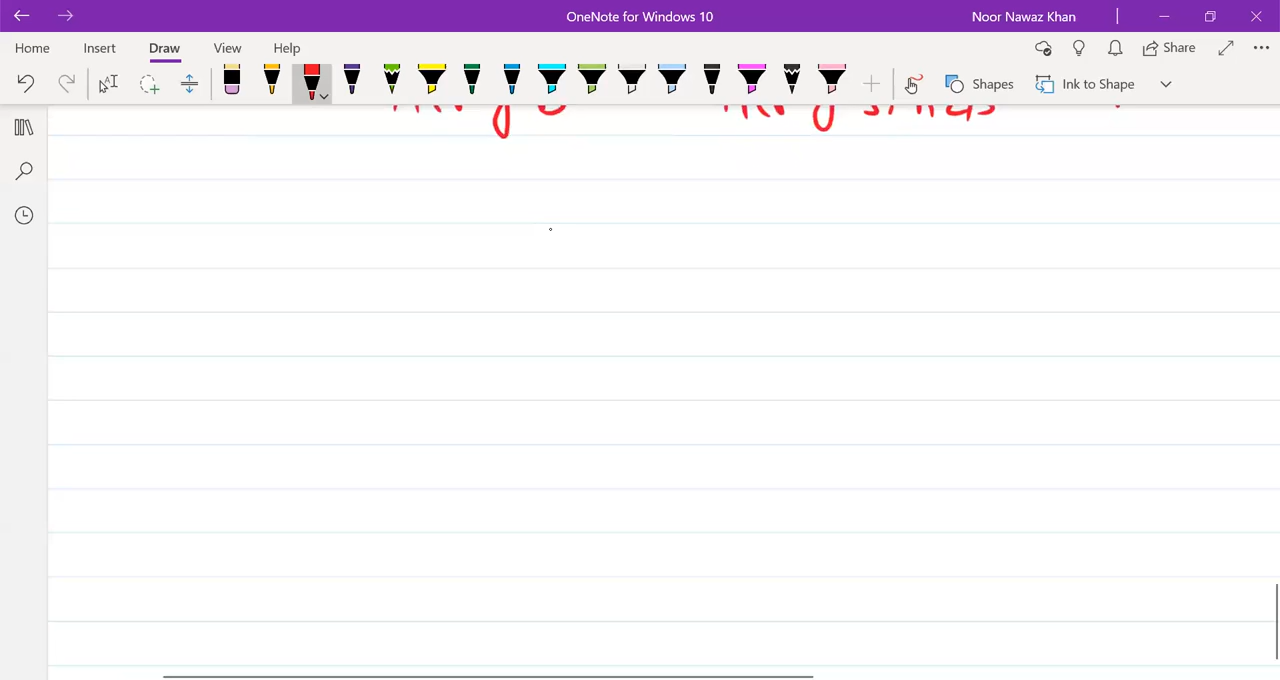 OneNote for Windows 10
Noor Nawaz Khan
Home Insert Draw View Help
Share
Shapes
Ink to Shape